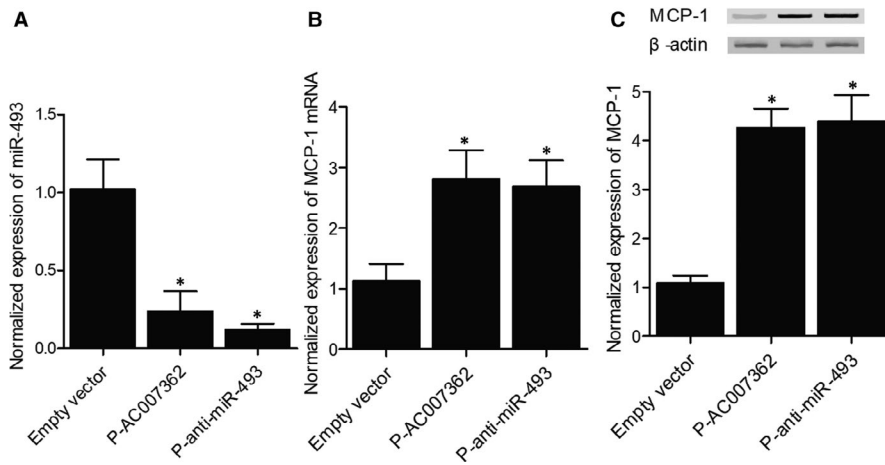 A
Normalized expression of miR-493
1.5
1.0
0.5
0.0
*
*
Empty vector
P-AC007362
P-anti-miR-493
B
Normalized expression of MCP-1 mRNA
4
3
2
1
0
*
*
Empty vector
P-AC007362
P-anti-miR-493
C
MCP-1
β -actin
Normalized expression of MCP-1
5
4
3
2
1
0
*
*
Empty vector
P-AC007362
P-anti-miR-493